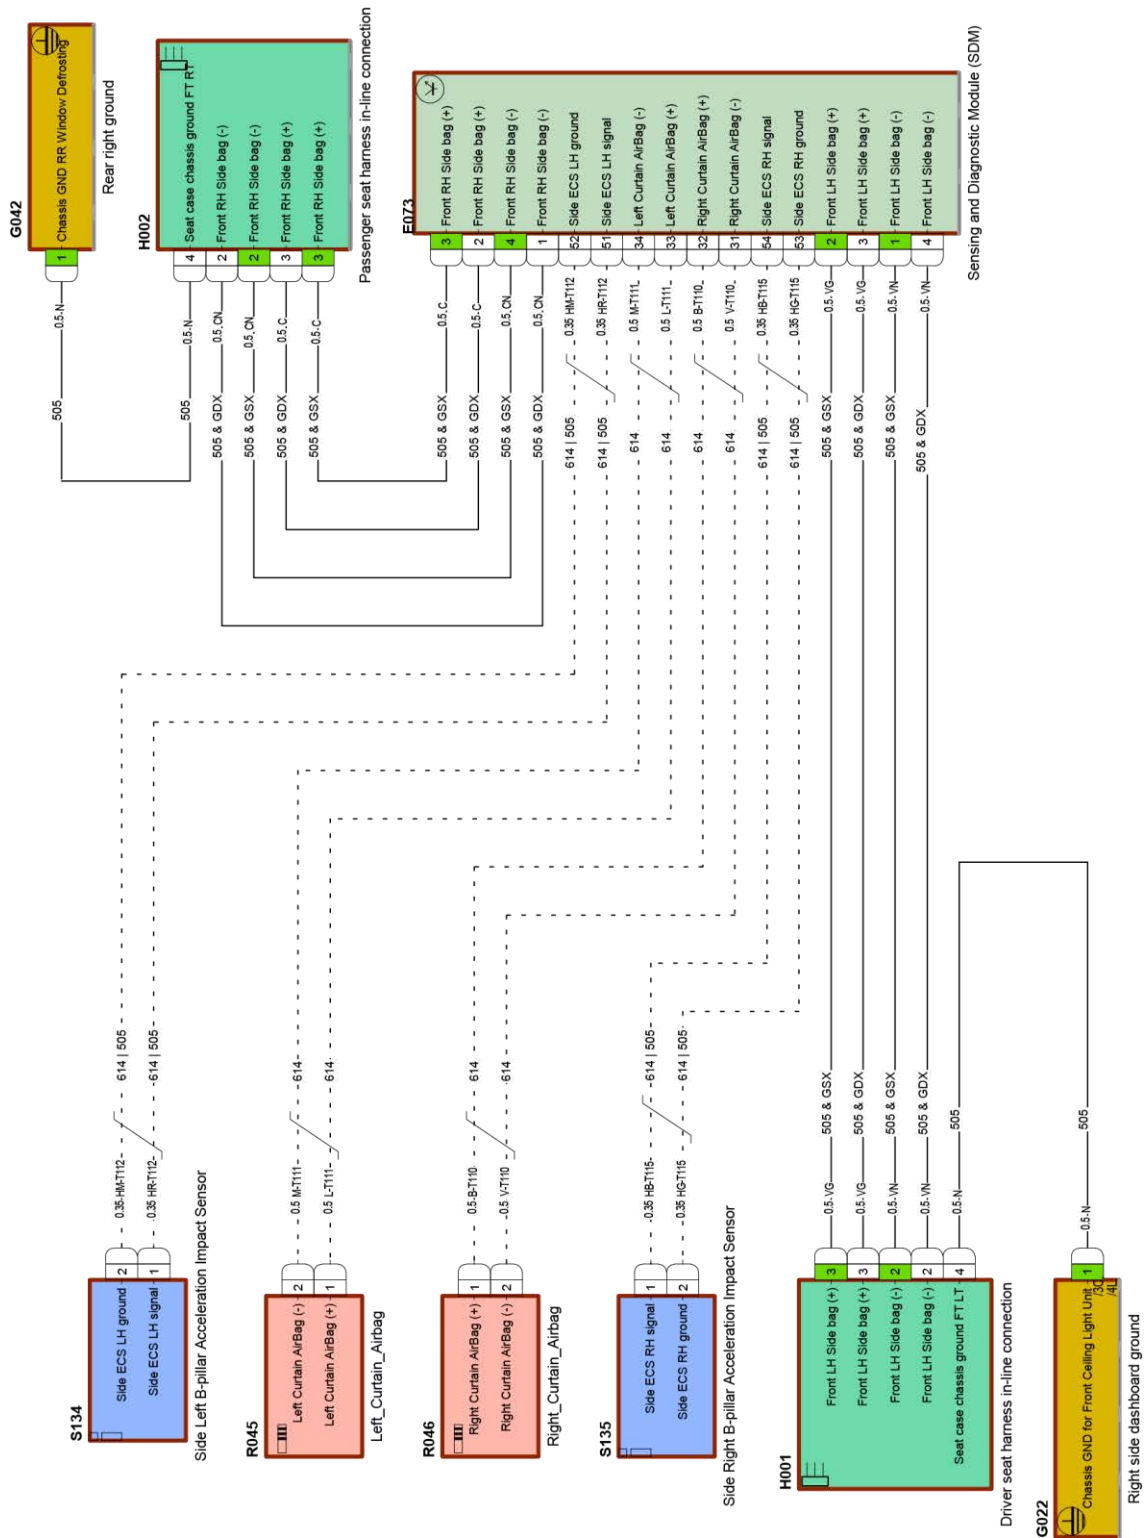 G042
1
Chassis GND RR Window Defrosting
Rear right ground
0.5-N
505
H002
4 Seat case chassis ground FT RT
2 Front RH Side bag (-)
2 Front RH Side bag (-)
3 Front RH Side bag (+)
3 Front RH Side bag (+)
Passenger seat harness in-line connection
0.5-N
0.5, CN
0.5, CN
0.5, C
0.5-C
505
505 & GDX
505 & GSX
505 & GDX
505 & GSX
E073
3 Front RH Side bag (+)
2 Front RH Side bag (+)
4 Front RH Side bag (-)
1 Front RH Side bag (-)
52 Side ECS LH ground
51 Side ECS LH signal
34 Left Curtain AirBag (-)
33 Left Curtain AirBag (+)
32 Right Curtain AirBag (+)
31 Right Curtain AirBag (-)
54 Side ECS RH signal
53 Side ECS RH ground
2 Front LH Side bag (+)
3 Front LH Side bag (+)
1 Front LH Side bag (-)
4 Front LH Side bag (-)
Sensing and Diagnostic Module (SDM)
0.5, C
0.5-C
0.5, CN
0.5, CN
0.35 HM-T112
0.35 HR-T112
0.5 M-T111
0.5 L-T111
0.5 B-T110
0.5 V-T110
0.35 HB-T115
0.35 HG-T115
0.5-VG
0.5-VG
0.5-VN
0.5-VN
505 & GSX
505 & GDX
505 & GSX
505 & GDX
614 | 505
614 | 505
614
614
614
614
614 | 505
614 | 505
505 & GSX
505 & GDX
505 & GSX
505 & GDX
S134
Side ECS LH ground 2
Side ECS LH signal 1
Side Left B-pillar Acceleration Impact Sensor
0.35-HM-T112
0.35 HR-T112
614 | 505
614 | 505
R045
Left Curtain AirBag (-) 2
Left Curtain AirBag (+) 1
Left_Curtain_Airbag
0.5 M-T111
0.5 L-T111
614
614
R046
Right Curtain AirBag (+) 1
Right Curtain AirBag (-) 2
Right_Curtain_Airbag
0.5-B-T110
0.5 V-T110
614
614
S135
Side ECS RH signal 1
Side ECS RH ground 2
Side Right B-pillar Acceleration Impact Sensor
0.35 HB-T115
0.35 HG-T115
614 | 505
614 | 505
H001
Front LH Side bag (+) 3
Front LH Side bag (+) 3
Front LH Side bag (-) 2
Front LH Side bag (-) 2
Seat case chassis ground FT LT 4
Driver seat harness in-line connection
0.5-VG
0.5-VG
0.5-VN
0.5-VN
0.5-N
505 & GSX
505 & GDX
505 & GSX
505 & GDX
505
G022
Chassis GND for Front Ceiling Light Unit 1
/4L
Right side dashboard ground
0.5-N
505